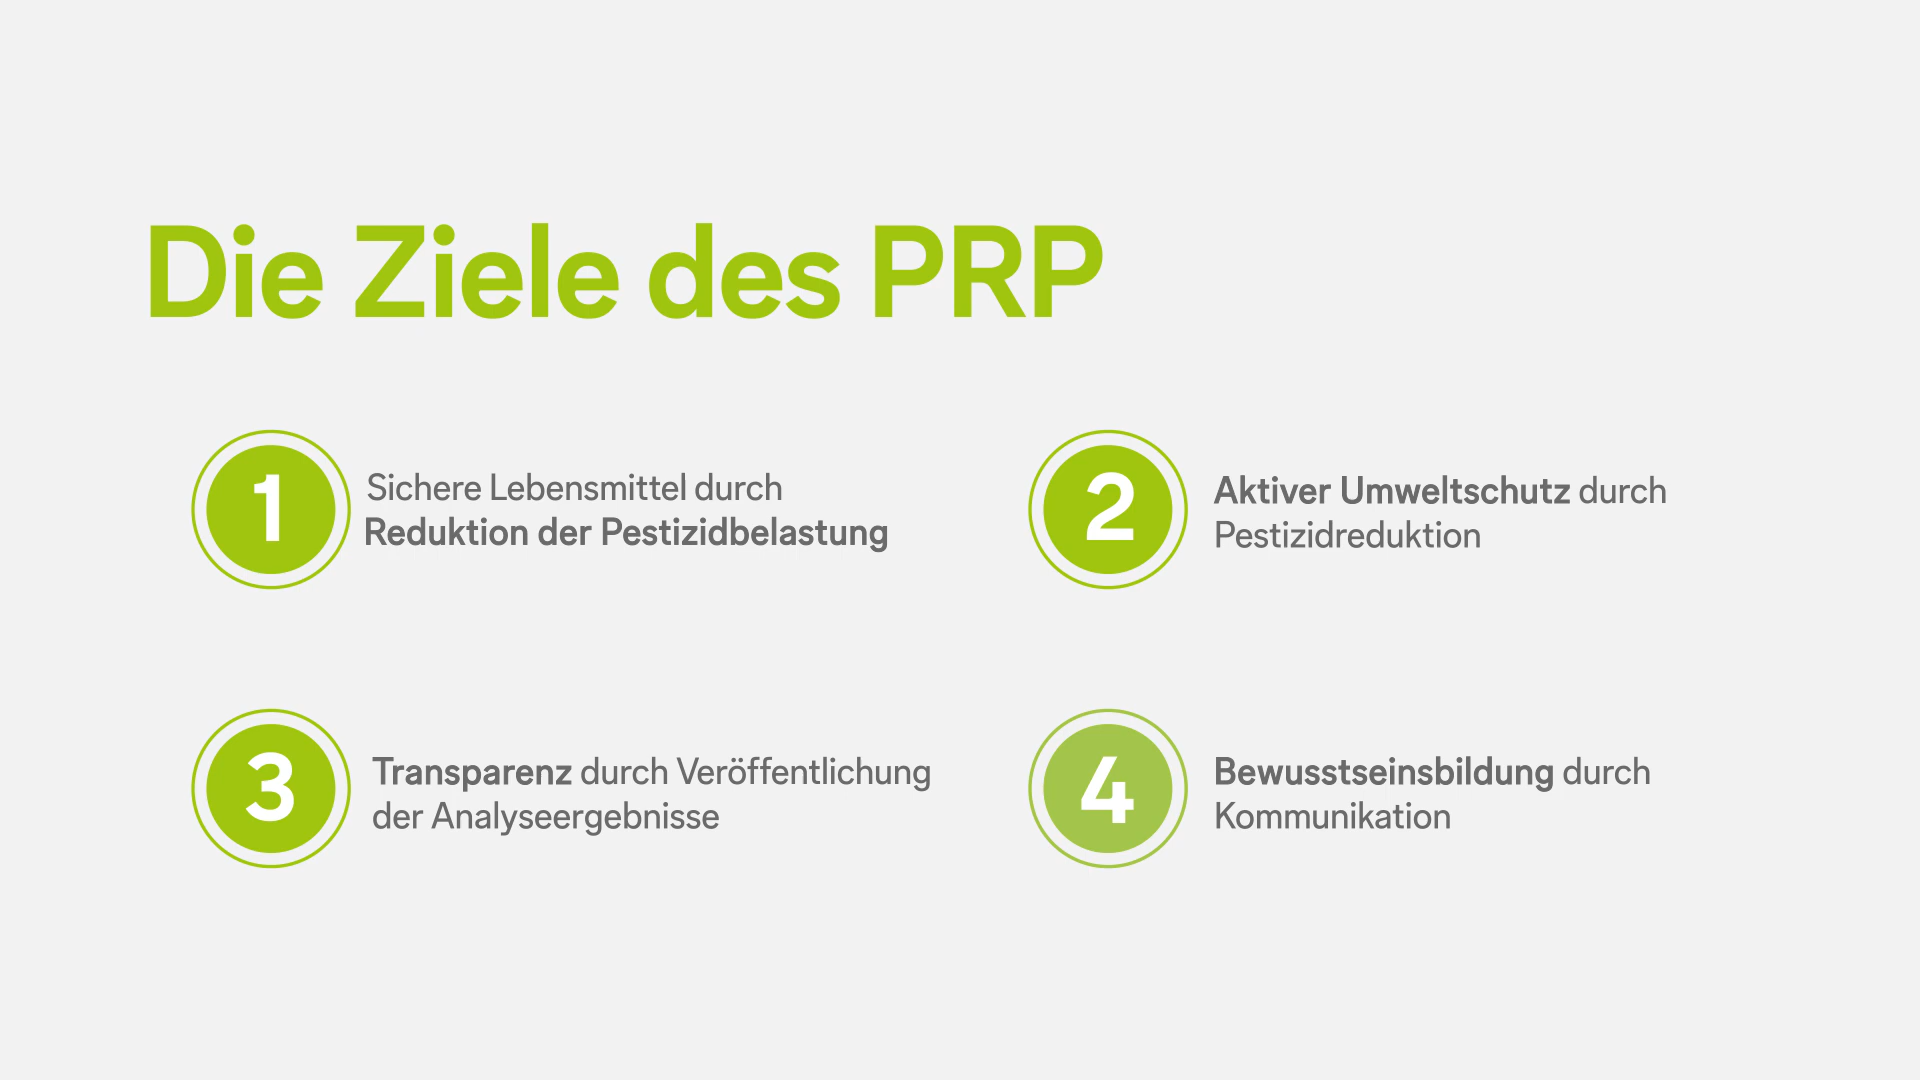 Die Ziele des PRP
1
Sichere Lebensmittel durch
Reduktion der Pestizidbelastung
2
Aktiver Umweltschutz durch
Pestizidreduktion
3
Transparenz durch Veröffentlichung
der Analyseergebnisse
4
Bewusstseinsbildung durch
Kommunikation